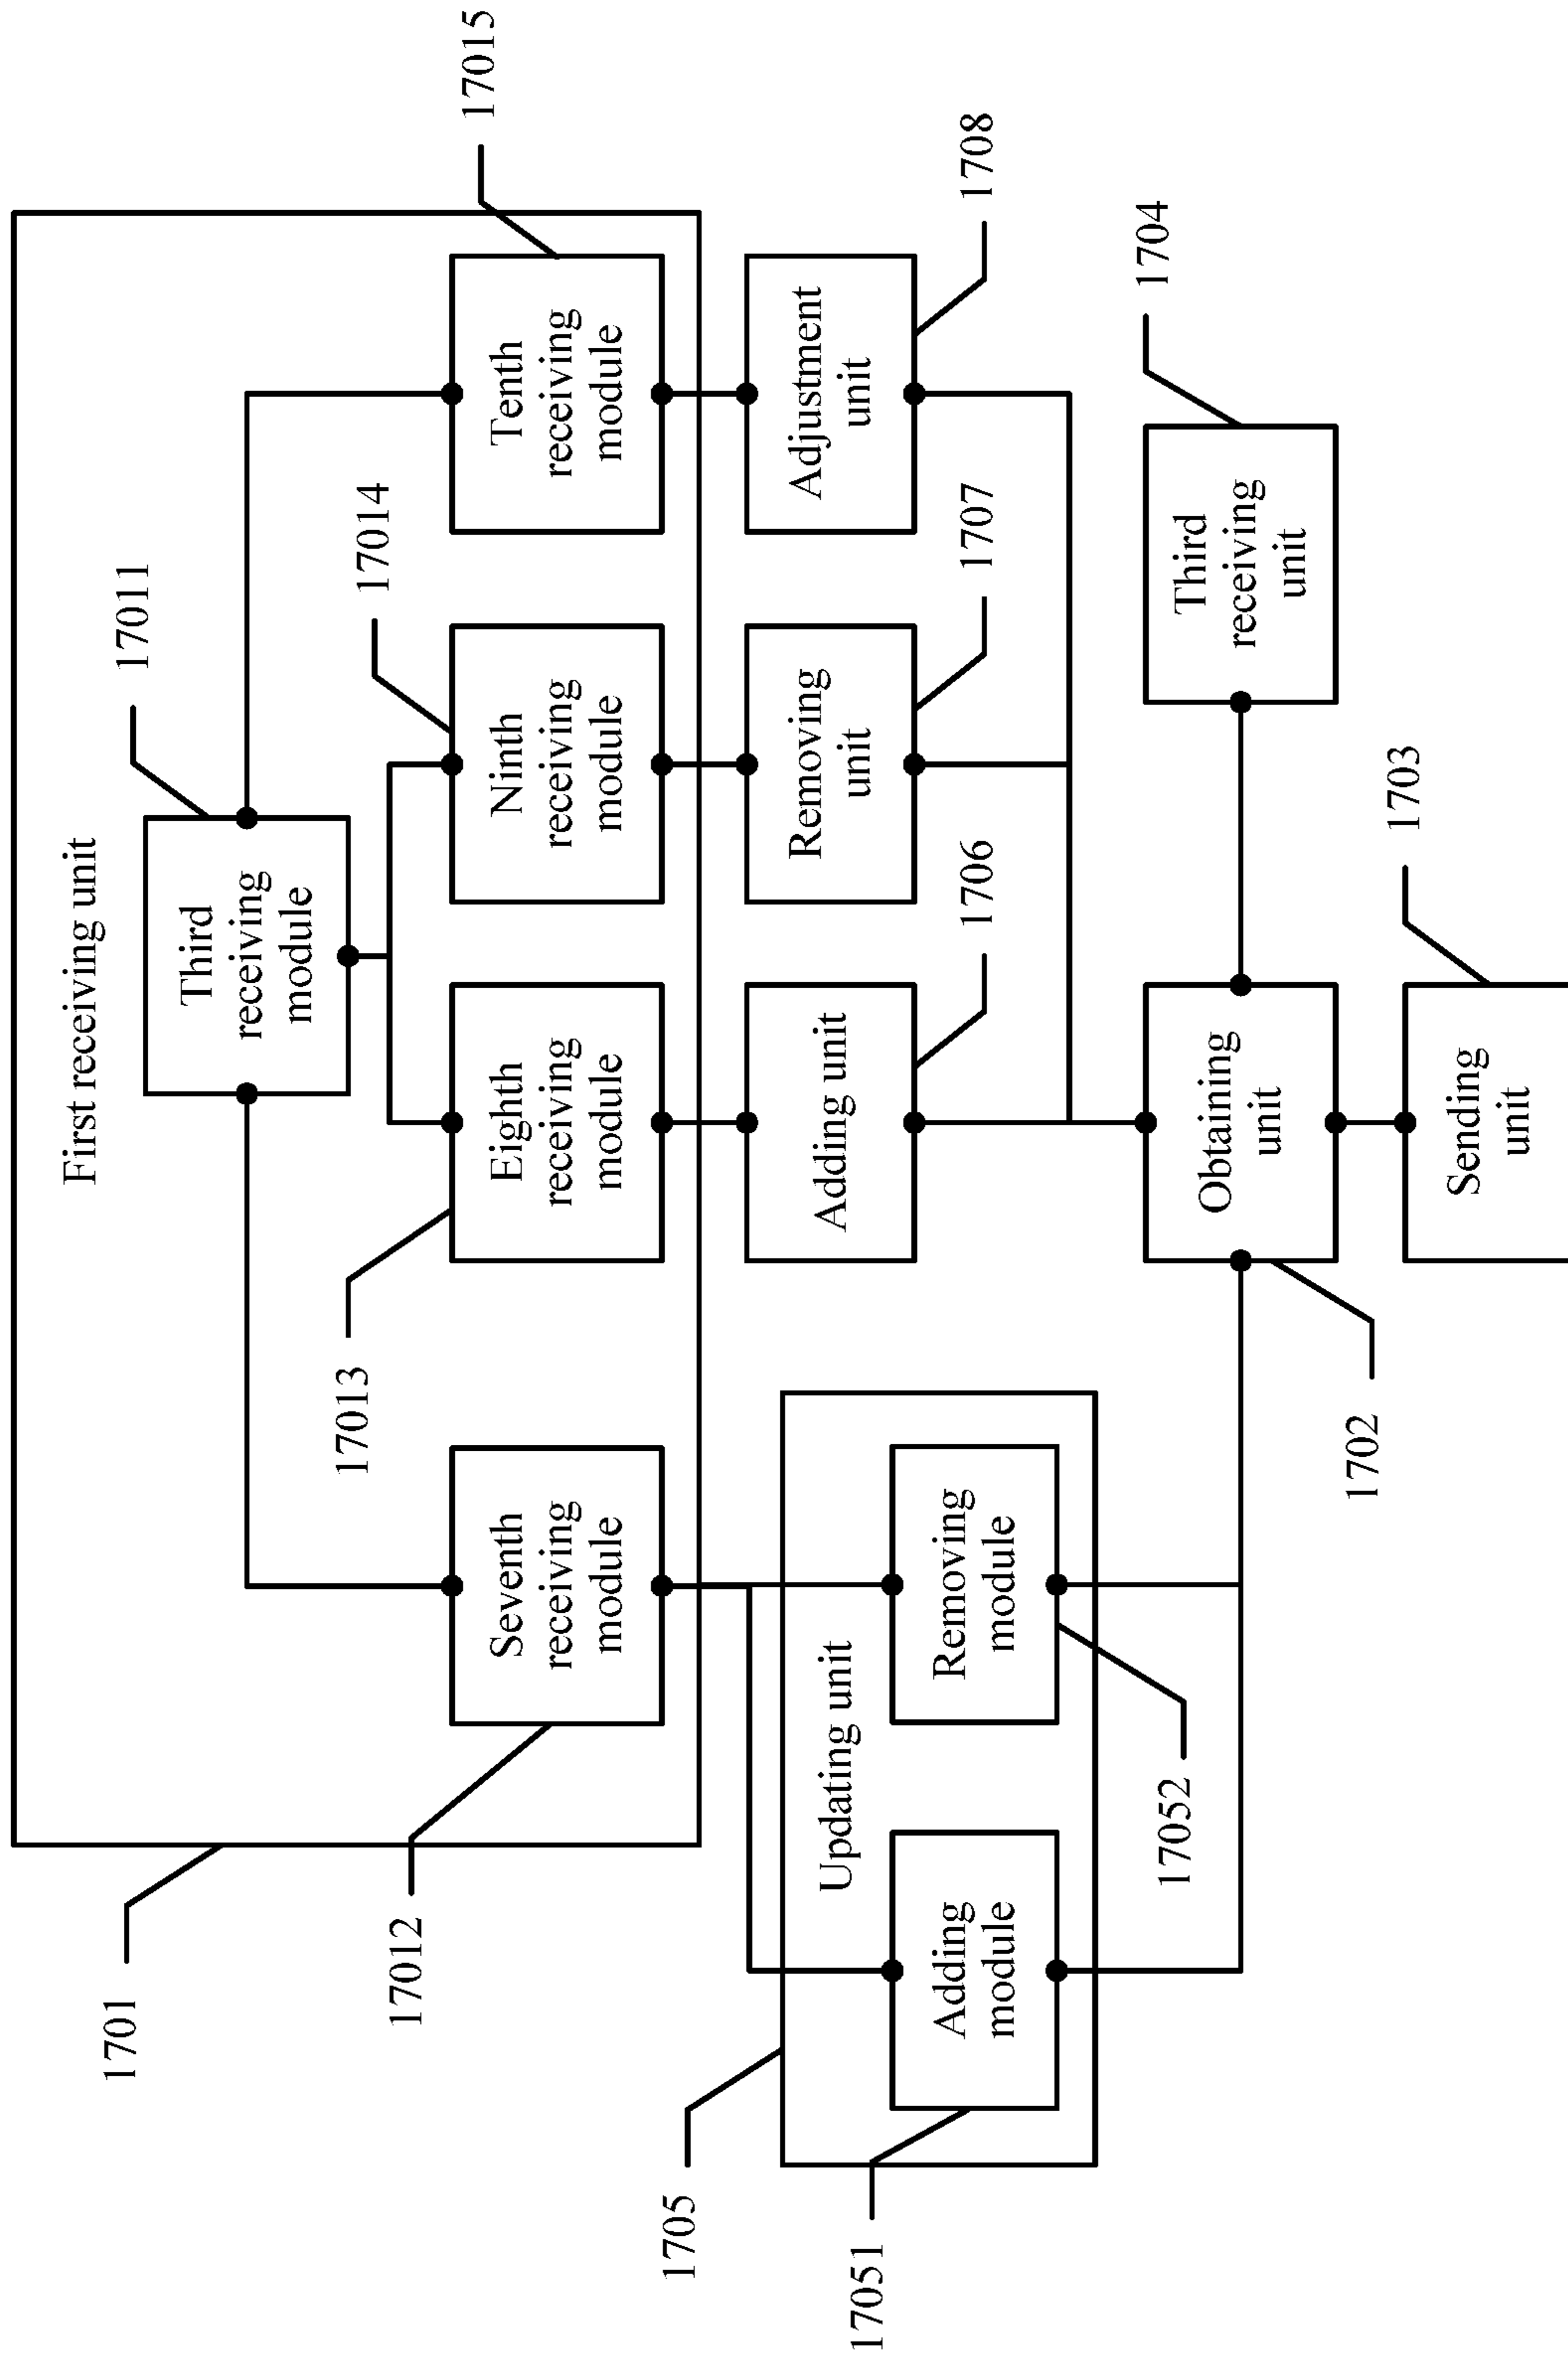 First receiving unit
1701
17011
Third
receiving
module
17012
17013
17014
17015
Seventh
receiving
module
Eighth
receiving
module
Ninth
receiving
module
Tenth
receiving
module
1705
Updating unit
17051
Adding
module
17052
Removing
module
Adding unit
1706
Removing
unit
1707
Adjustment
unit
1708
1702
Obtaining
unit
Third
receiving
unit
1704
Sending
unit
1703